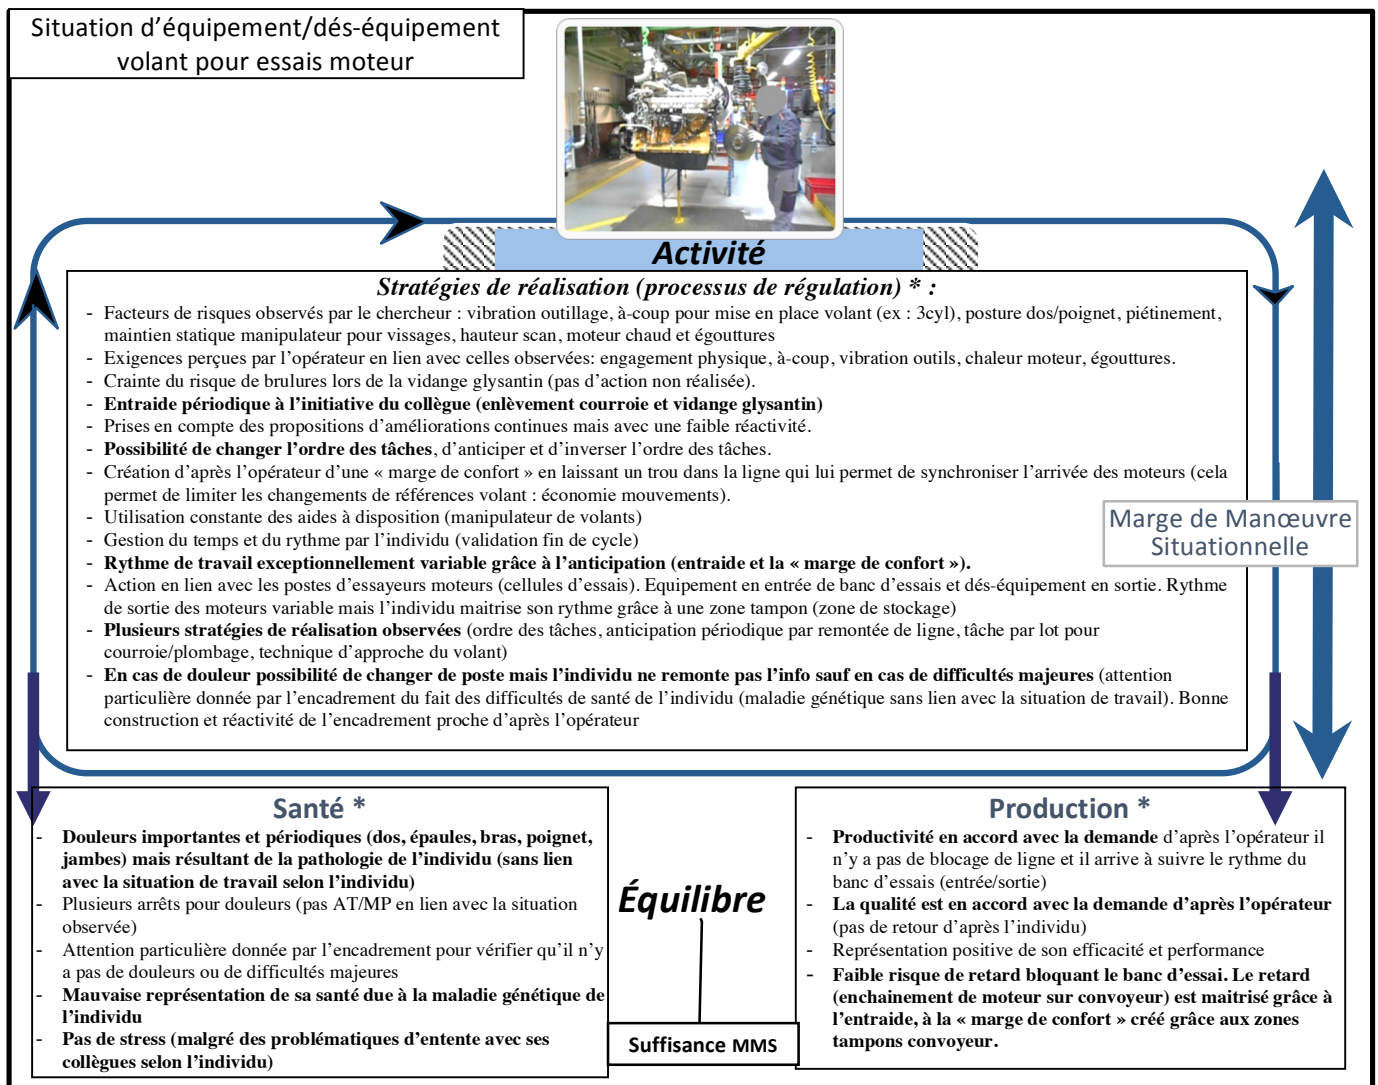 Situation d’équipement/dés-équipement
volant pour essais moteur
Activité
Stratégies de réalisation (processus de régulation) * :
- Facteurs de risques observés par le chercheur : vibration outillage, à-coup pour mise en place volant (ex : 3cyl), posture dos/poignet, piétinement,
maintien statique manipulateur pour vissages, hauteur scan, moteur chaud et égouttures
- Exigences perçues par l’opérateur en lien avec celles observées: engagement physique, à-coup, vibration outils, chaleur moteur, égouttures.
- Crainte du risque de brulures lors de la vidange glysantin (pas d’action non réalisée).
- Entraide périodique à l’initiative du collègue (enlèvement courroie et vidange glysantin)
- Prises en compte des propositions d’améliorations continues mais avec une faible réactivité.
- Possibilité de changer l’ordre des tâches, d’anticiper et d’inverser l’ordre des tâches.
- Création d’après l’opérateur d’une « marge de confort » en laissant un trou dans la ligne qui lui permet de synchroniser l’arrivée des moteurs (cela
permet de limiter les changements de références volant : économie mouvements).
- Utilisation constante des aides à disposition (manipulateur de volants)
- Gestion du temps et du rythme par l’individu (validation fin de cycle)
- Rythme de travail exceptionnellement variable grâce à l’anticipation (entraide et la « marge de confort »).
- Action en lien avec les postes d’essayeurs moteurs (cellules d’essais). Equipement en entrée de banc d’essais et dés-équipement en sortie. Rythme
de sortie des moteurs variable mais l’individu maitrise son rythme grâce à une zone tampon (zone de stockage)
- Plusieurs stratégies de réalisation observées (ordre des tâches, anticipation périodique par remontée de ligne, tâche par lot pour
courroie/plombage, technique d’approche du volant)
- En cas de douleur possibilité de changer de poste mais l’individu ne remonte pas l’info sauf en cas de difficultés majeures (attention
particulière donnée par l’encadrement du fait des difficultés de santé de l’individu (maladie génétique sans lien avec la situation de travail). Bonne
construction et réactivité de l’encadrement proche d’après l’opérateur
Marge de Manœuvre
Situationnelle
Santé *
- Douleurs importantes et périodiques (dos, épaules, bras, poignet,
jambes) mais résultant de la pathologie de l’individu (sans lien
avec la situation de travail selon l’individu)
- Plusieurs arrêts pour douleurs (pas AT/MP en lien avec la situation
observée)
- Attention particulière donnée par l’encadrement pour vérifier qu’il n’y
a pas de douleurs ou de difficultés majeures
- Mauvaise représentation de sa santé due à la maladie génétique de
l’individu
- Pas de stress (malgré des problématiques d’entente avec ses
collègues selon l’individu)
Équilibre
Suffisance MMS
Production *
- Productivité en accord avec la demande d’après l’opérateur il
n’y a pas de blocage de ligne et il arrive à suivre le rythme du
banc d’essais (entrée/sortie)
- La qualité est en accord avec la demande d’après l’opérateur
(pas de retour d’après l’individu)
- Représentation positive de son efficacité et performance
- Faible risque de retard bloquant le banc d’essai. Le retard
(enchainement de moteur sur convoyeur) est maitrisé grâce à
l’entraide, à la « marge de confort » créé grâce aux zones
tampons convoyeur.